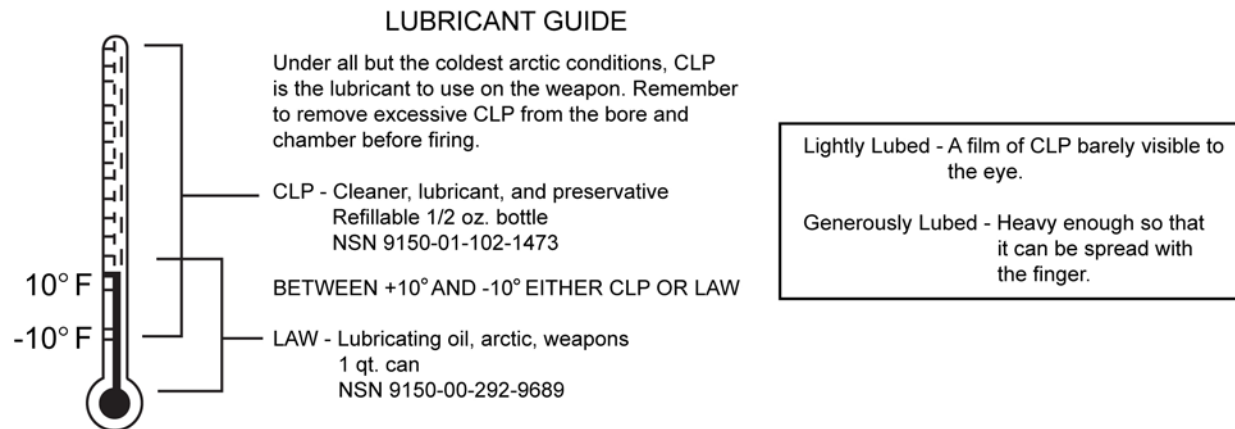 LUBRICANT GUIDE
Under all but the coldest arctic conditions, CLP
is the lubricant to use on the weapon. Remember
to remove excessive CLP from the bore and
chamber before firing.
CLP - Cleaner, lubricant, and preservative
Refillable 1/2 oz. bottle
NSN 9150-01-102-1473
10° F
BETWEEN +10° AND -10° EITHER CLP OR LAW
-10° F
LAW - Lubricating oil, arctic, weapons
1 qt. can
NSN 9150-00-292-9689
Lightly Lubed - A film of CLP barely visible to
the eye.
Generously Lubed - Heavy enough so that
it can be spread with
the finger.